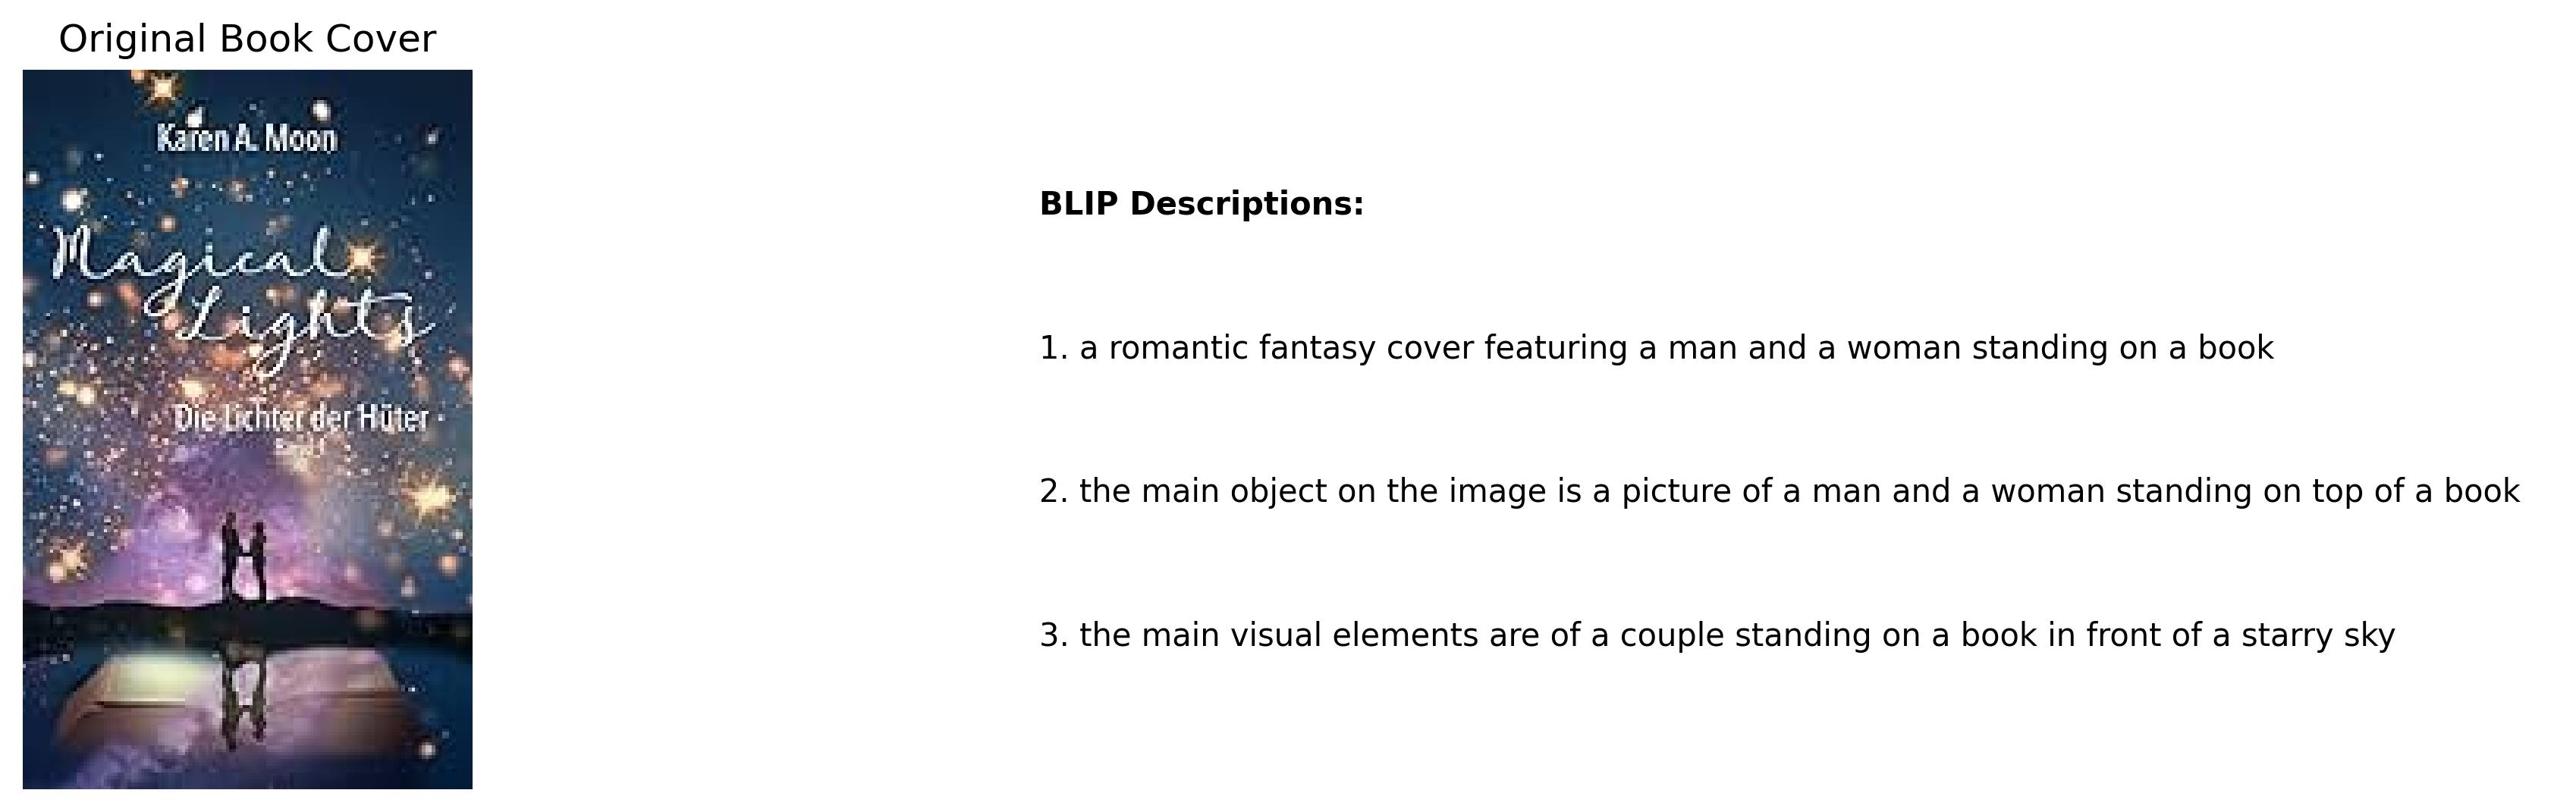 Original Book Cover
Karen A. Moon
Magical
Lights
Die Lichter der Hüter
BLIP Descriptions:
1. a romantic fantasy cover featuring a man and a woman standing on a book
2. the main object on the image is a picture of a man and a woman standing on top of a book
3. the main visual elements are of a couple standing on a book in front of a starry sky